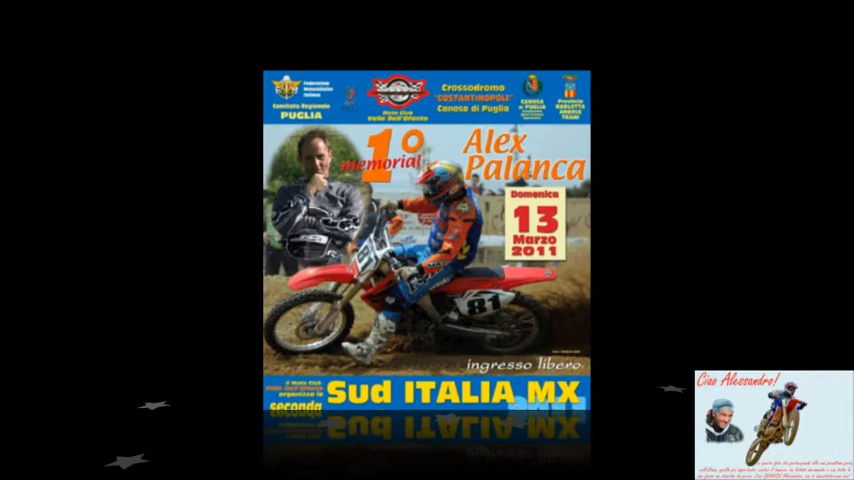 Federazione
Motociclistica
Italiana
Comitato Regionale
PUGLIA
Moto Club
Valle Dell'Ofanto
Crossodromo
"COSTANTINOPOLI"
Canosa di Puglia
CANOSA
DI PUGLIA
Provincia
BARLETTA
ANDRIA
TRANI
1° memorial
Alex
Palanca
Domenica
13
Marzo
2011
81
81
ingresso libero
il Moto Club
Valle Dell'Ofanto
organizza la
seconda
Sud ITALIA MX
2011
Ciao Alessandro!